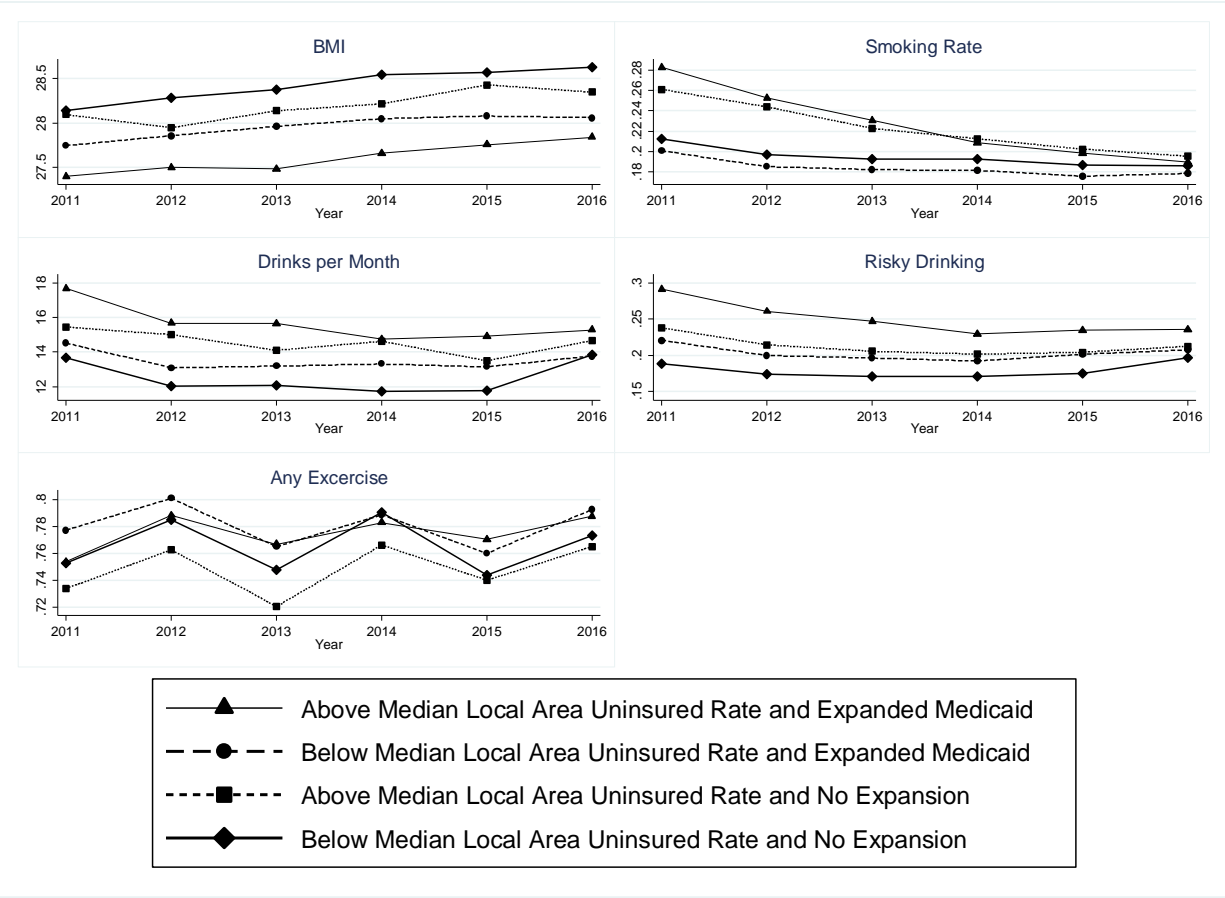 BMI
28.5
28
27.5
2011 2012 2013 2014 2015 2016
Year
Smoking Rate
.28
.26
.24
.22
.2
.18
2011 2012 2013 2014 2015 2016
Year
Drinks per Month
18
16
14
12
2011 2012 2013 2014 2015 2016
Year
Risky Drinking
.3
.25
.2
.15
2011 2012 2013 2014 2015 2016
Year
Any Excercise
.8
.78
.76
.74
.72
2011 2012 2013 2014 2015 2016
Year
Above Median Local Area Uninsured Rate and Expanded Medicaid
Below Median Local Area Uninsured Rate and Expanded Medicaid
Above Median Local Area Uninsured Rate and No Expansion
Below Median Local Area Uninsured Rate and No Expansion